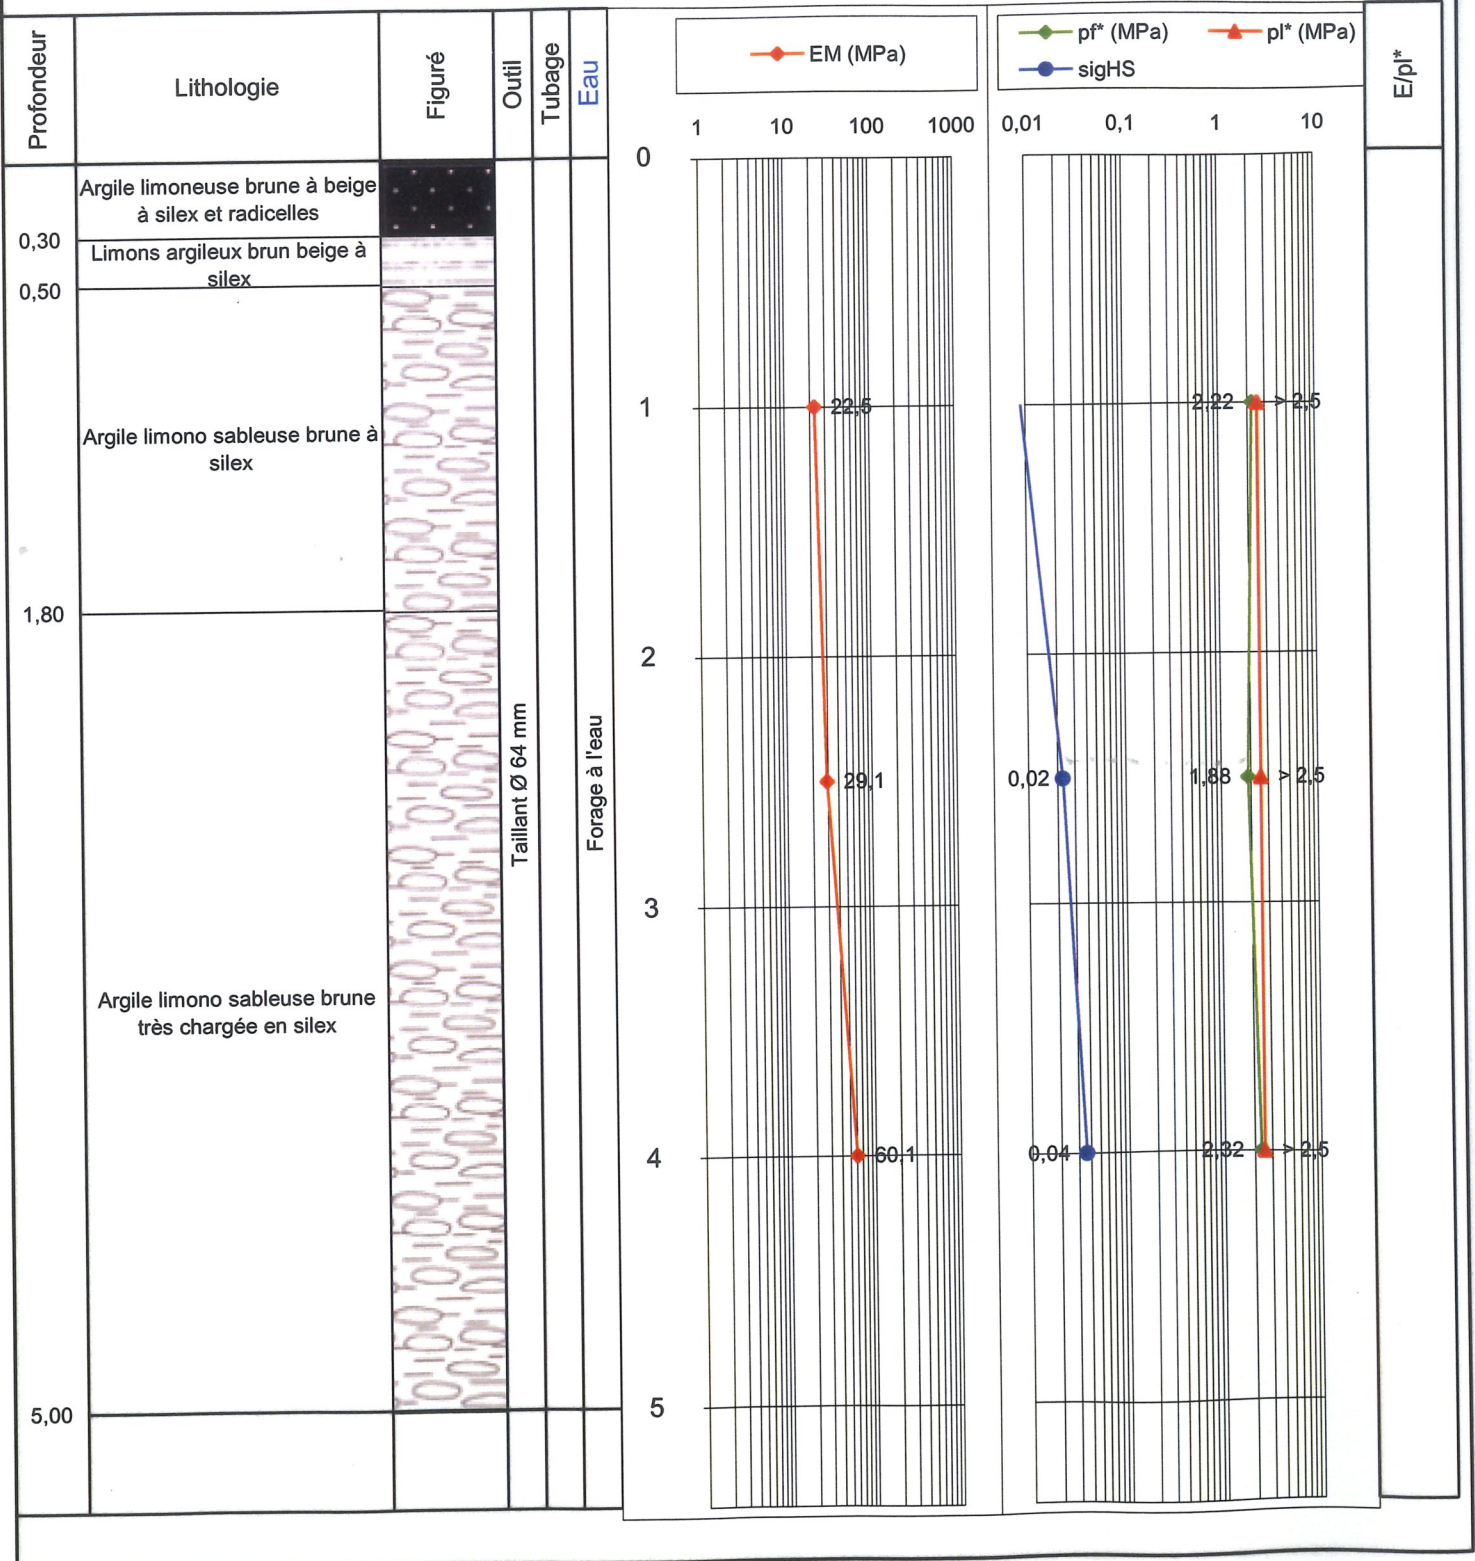 Profondeur
Lithologie
Figuré
Outil
Tubage
Eau
EM (MPa)
pf* (MPa)
pl* (MPa)
sigHS
E/pl*
1 10 100 1000
0,01 0,1 1 10
0
Argile limoneuse brune à beige
à silex et radicelles
0,30
Limons argileux brun beige à
silex
0,50
1
22,5
2,22
> 2,5
Argile limono sableuse brune à
silex
1,80
2
Taillant Ø 64 mm
Forage à l'eau
29,1
0,02
1,88
> 2,5
3
Argile limono sableuse brune
très chargée en silex
4
60,1
0,04
2,32
> 2,5
5
5,00